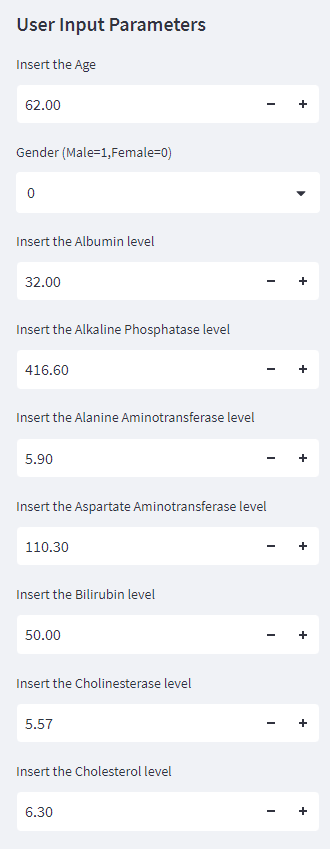 User Input Parameters
Insert the Age
62.00
Gender (Male=1,Female=0)
0
Insert the Albumin level
32.00
Insert the Alkaline Phosphatase level
416.60
Insert the Alanine Aminotransferase level
5.90
Insert the Aspartate Aminotransferase level
110.30
Insert the Bilirubin level
50.00
Insert the Cholinesterase level
5.57
Insert the Cholesterol level
6.30